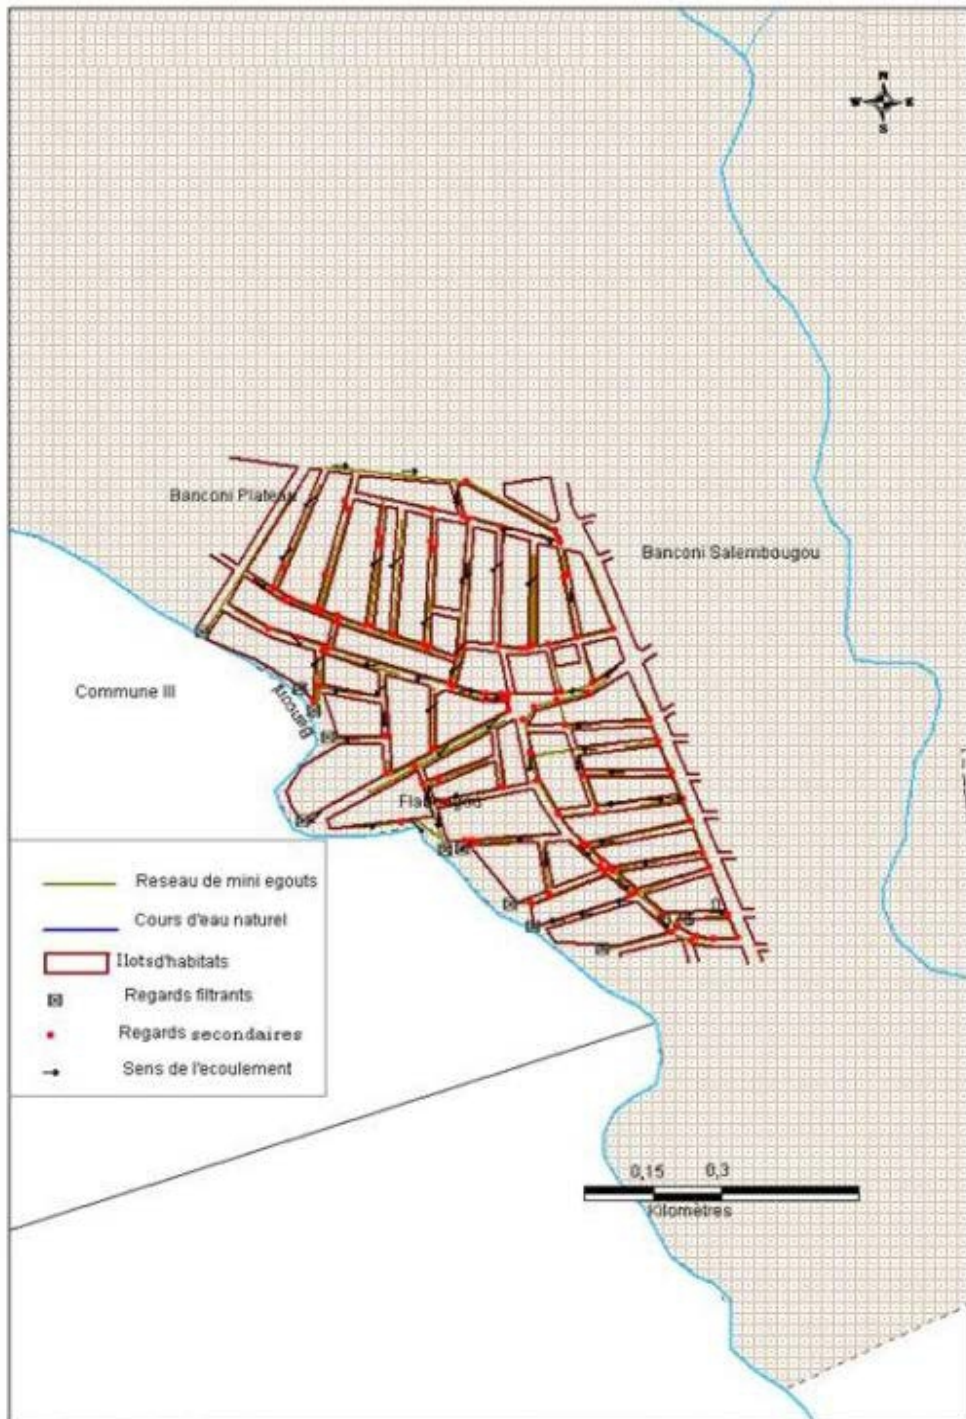 N
W E
S
Banconi Plateau
Banconi Salembougou
Commune III
Banconi
Reseau de mini egouts
Cours d'eau naturel
Ilotsd'habitats
Regards filtrants
Regards secondaires
Sens de l'ecoulement
0,15 0,3
Kilometres